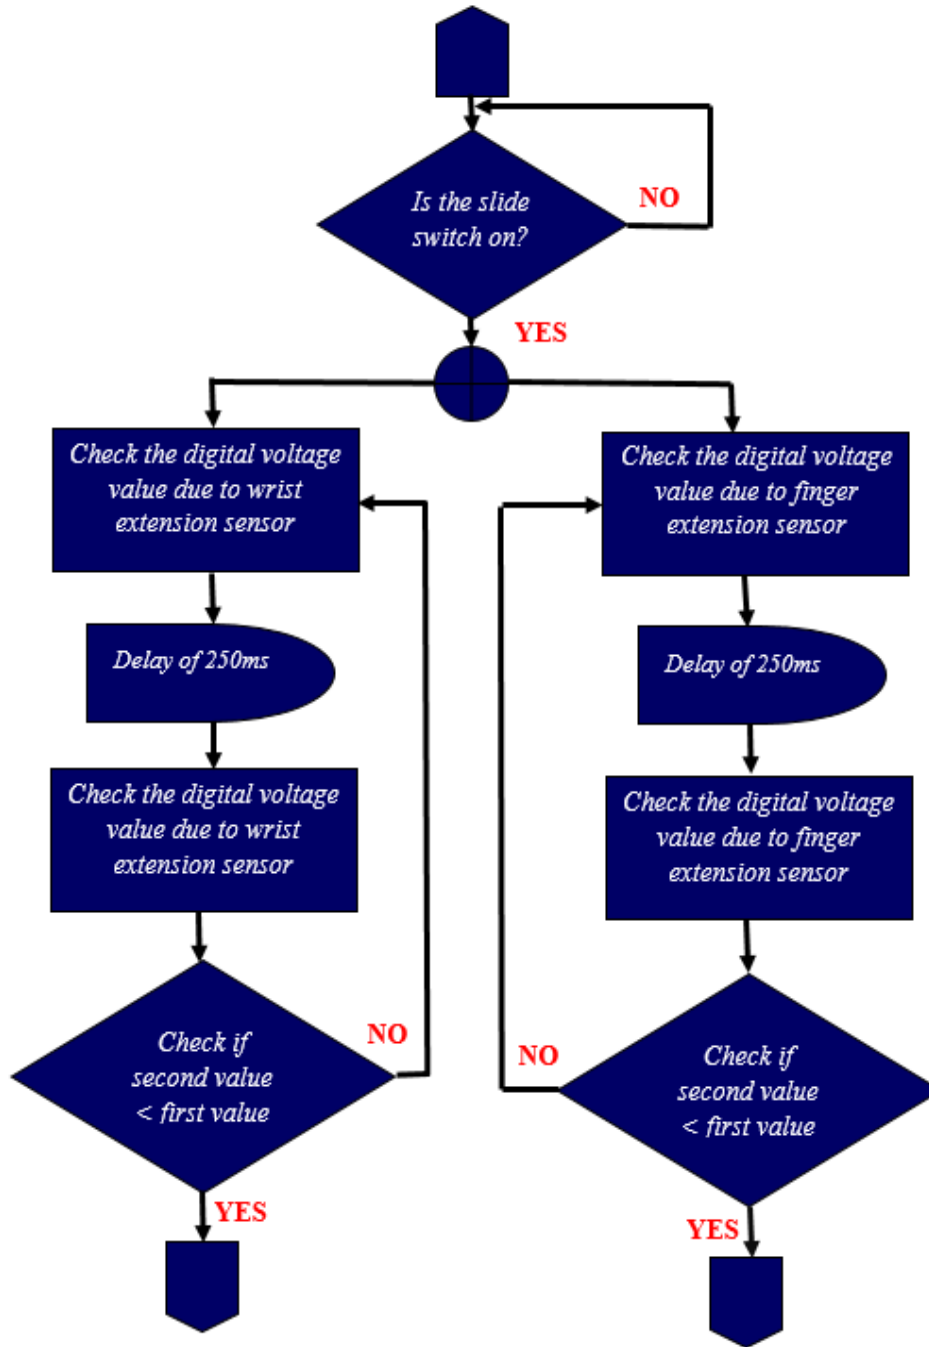 Is the slide
switch on?
NO
YES
Check the digital voltage
value due to wrist
extension sensor
Delay of 250ms
Check the digital voltage
value due to wrist
extension sensor
Check if
second value
< first value
NO
YES
Check the digital voltage
value due to finger
extension sensor
Delay of 250ms
Check the digital voltage
value due to finger
extension sensor
Check if
second value
< first value
NO
YES